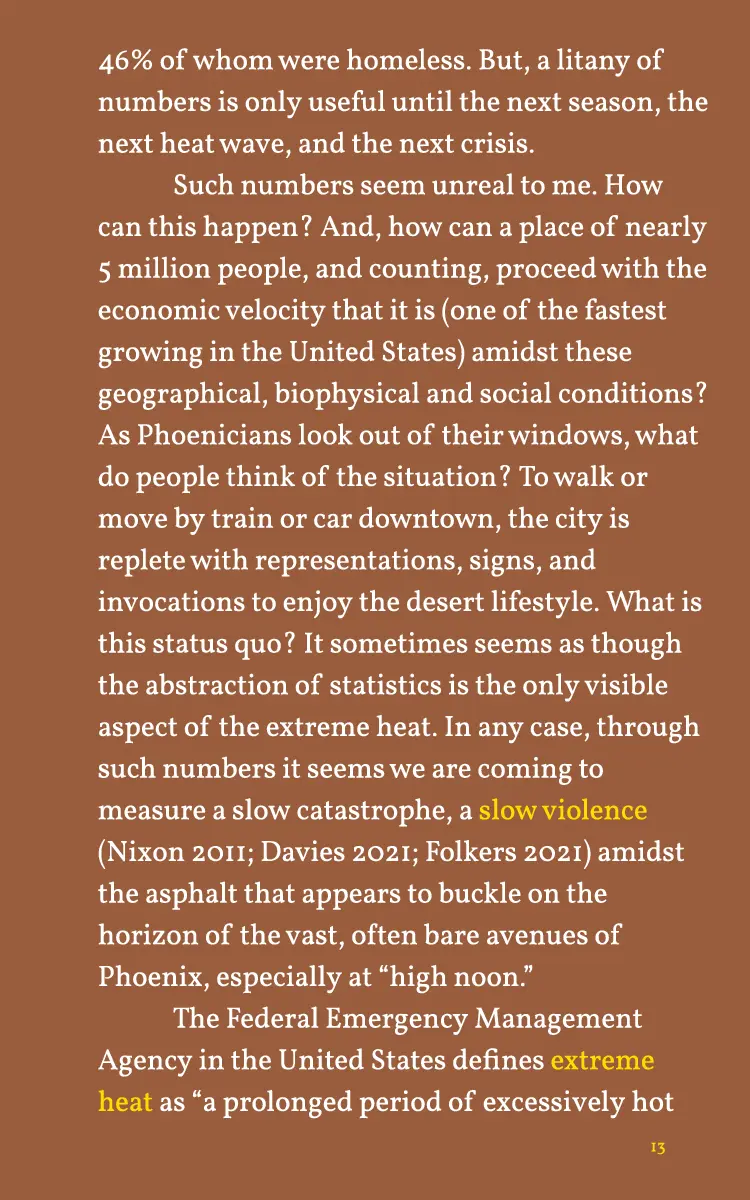 46% of whom were homeless. But, a litany of
numbers is only useful until the next season, the
next heat wave, and the next crisis.
Such numbers seem unreal to me. How
can this happen? And, how can a place of nearly
5 million people, and counting, proceed with the
economic velocity that it is (one of the fastest
growing in the United States) amidst these
geographical, biophysical and social conditions?
As Phoenicians look out of their windows, what
do people think of the situation? To walk or
move by train or car downtown, the city is
replete with representations, signs, and
invocations to enjoy the desert lifestyle. What is
this status quo? It sometimes seems as though
the abstraction of statistics is the only visible
aspect of the extreme heat. In any case, through
such numbers it seems we are coming to
measure a slow catastrophe, a slow violence
(Nixon 2011; Davies 2021; Folkers 2021) amidst
the asphalt that appears to buckle on the
horizon of the vast, often bare avenues of
Phoenix, especially at “high noon.”
The Federal Emergency Management
Agency in the United States defines extreme
heat as “a prolonged period of excessively hot
13